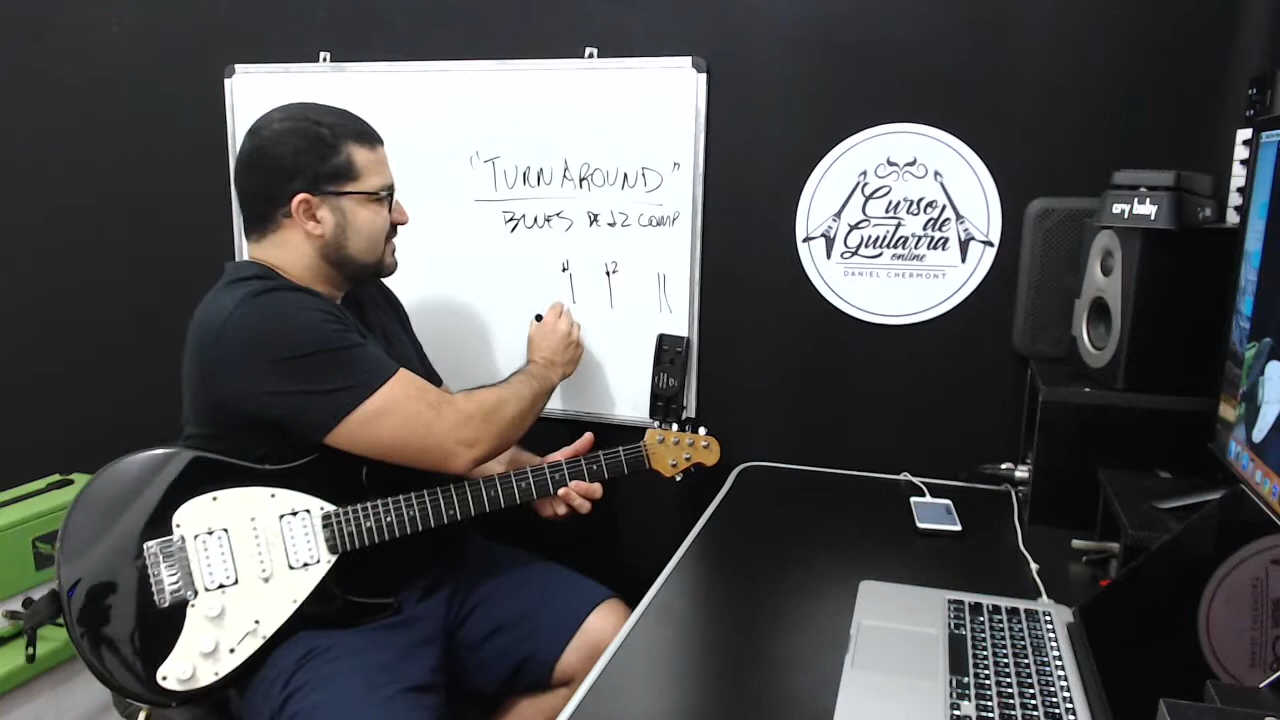 "TURNAROUND"
BLUES DE 12 COMP
11 12
Curso
de
Guitarra
online
DANIEL CHERMONT
cry baby